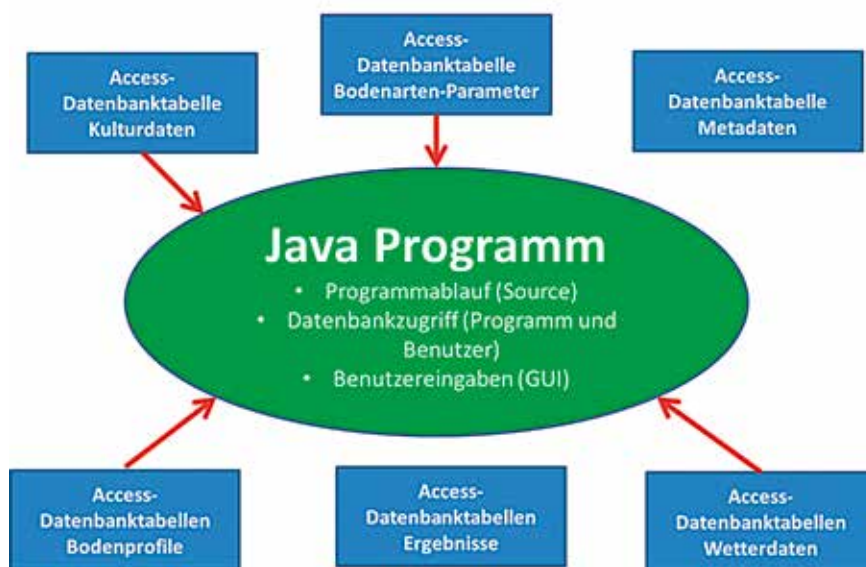 Access-
Datenbanktabelle
Kulturdaten
Access-
Datenbanktabelle
Bodenarten-Parameter
Access-
Datenbanktabelle
Metadaten
Java Programm
• Programmablauf (Source)
• Datenbankzugriff (Programm und
Benutzer)
• Benutzereingaben (GUI)
Access-
Datenbanktabellen
Bodenprofile
Access-
Datenbanktabellen
Ergebnisse
Access-
Datenbanktabellen
Wetterdaten